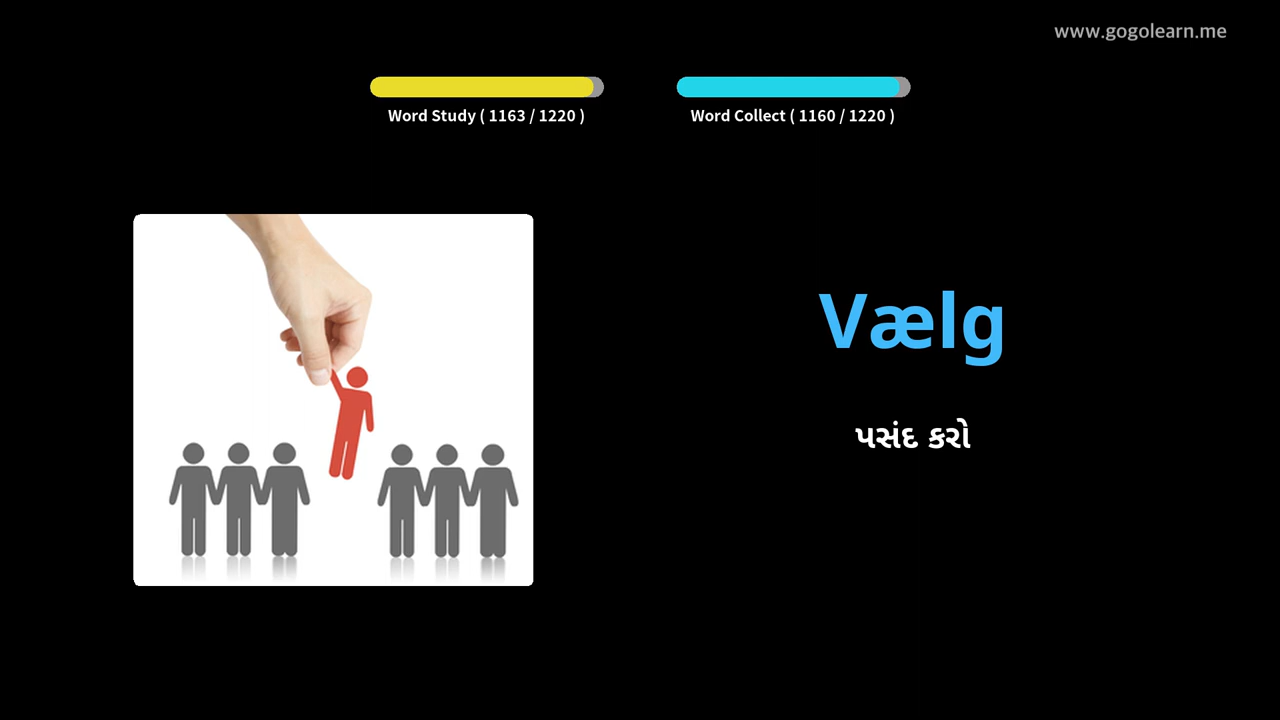 www.gogolearn.me
Word Study ( 1163 / 1220 )
Word Collect ( 1160 / 1220 )
Vælg
પસંદ કરો